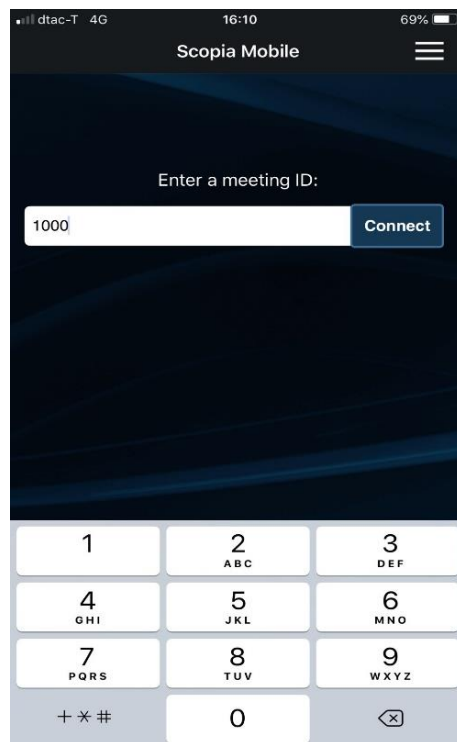 dtac-T 4G 16:10 69%
Scopia Mobile
Enter a meeting ID:
1000 Connect
1 2 3
ABC DEF
4 5 6
GHI JKL MNO
7 8 9
PQRS TUV WXYZ
+ * # 0